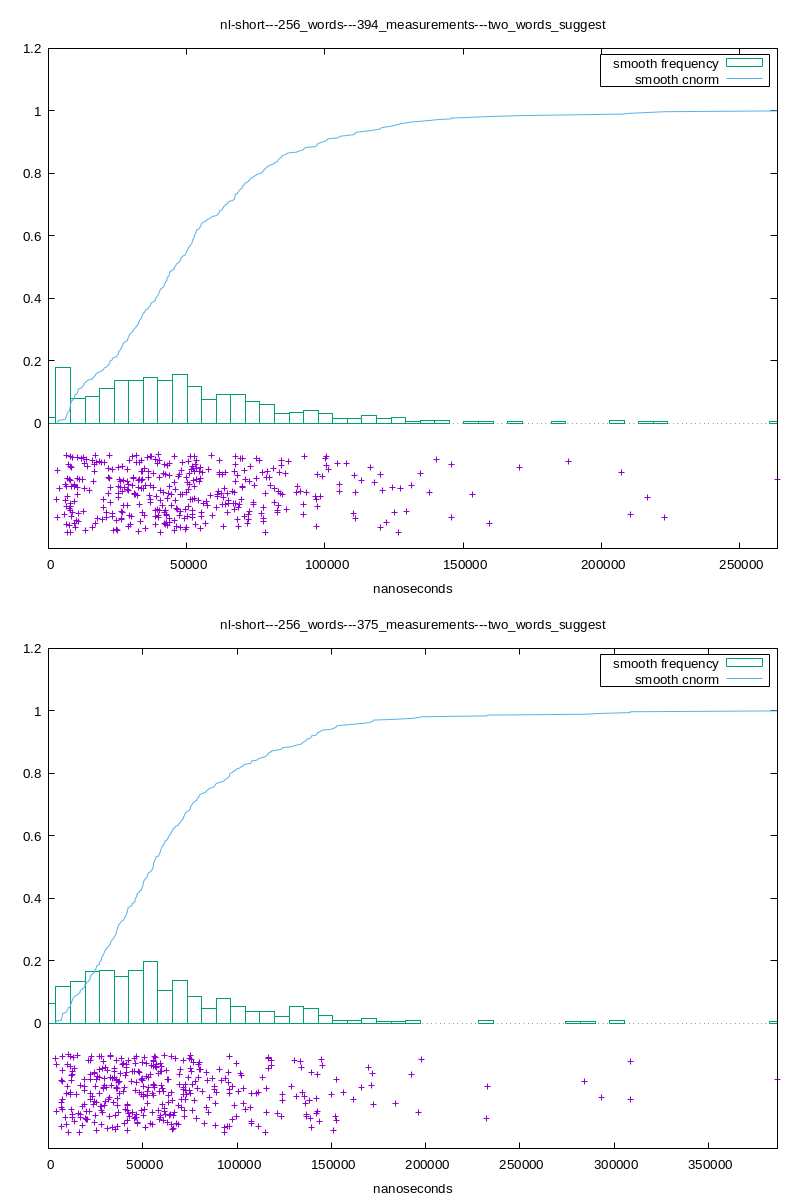 nl-short---256_words---394_measurements---two_words_suggest
1.2
smooth frequency
smooth cnorm
1
0.8
0.6
0.4
0.2
0
0 50000 100000 150000 200000 250000
nanoseconds
nl-short---256_words---375_measurements---two_words_suggest
1.2
smooth frequency
smooth cnorm
1
0.8
0.6
0.4
0.2
0
0 50000 100000 150000 200000 250000 300000 350000
nanoseconds